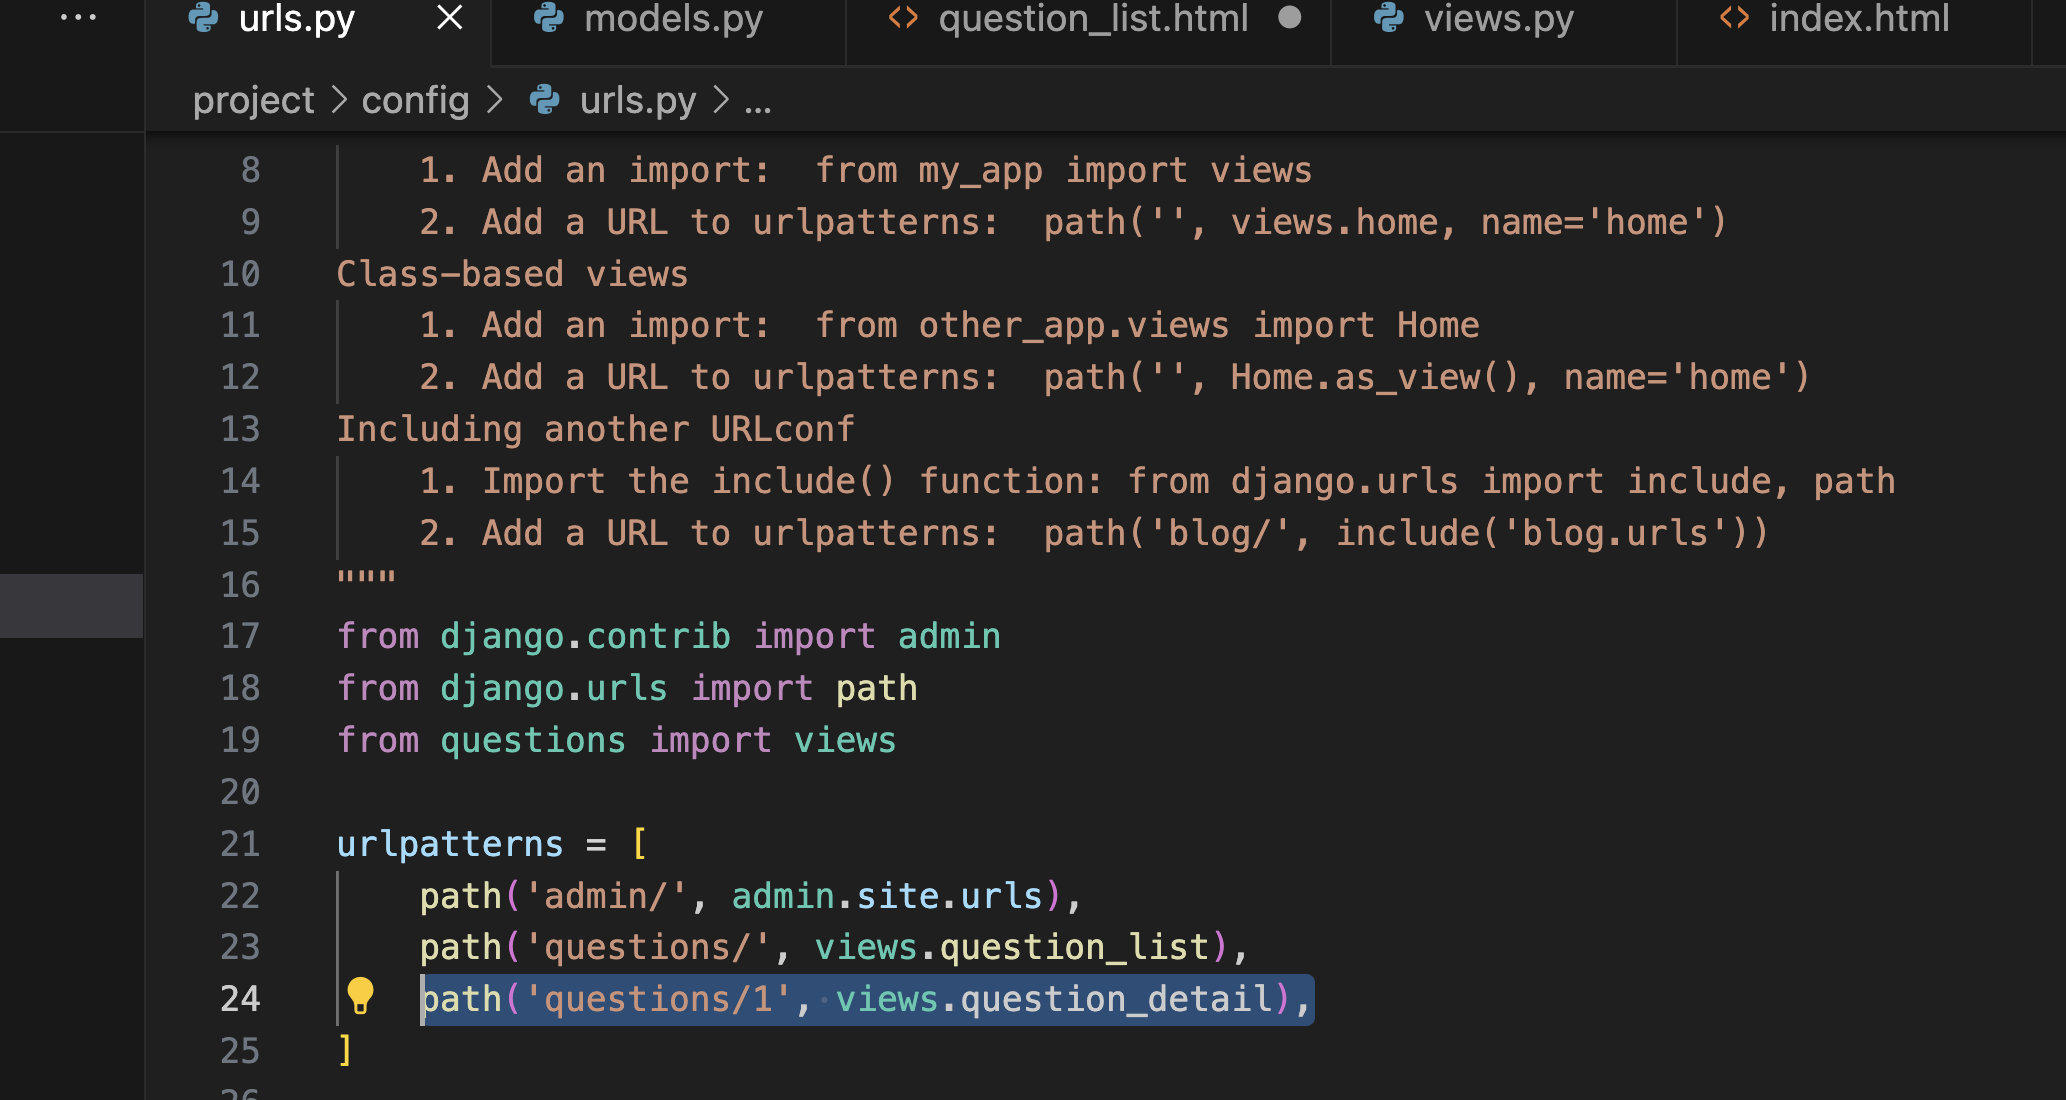 ... urls.py × models.py question_list.html ● views.py index.html
project > config > urls.py > ...
8 1. Add an import:  from my_app import views
9 2. Add a URL to urlpatterns:  path('', views.home, name='home')
10 Class-based views
11 1. Add an import:  from other_app.views import Home
12 2. Add a URL to urlpatterns:  path('', Home.as_view(), name='home')
13 Including another URLconf
14 1. Import the include() function: from django.urls import include, path
15 2. Add a URL to urlpatterns:  path('blog/', include('blog.urls'))
16 """
17 from django.contrib import admin
18 from django.urls import path
19 from questions import views
20
21 urlpatterns = [
22 path('admin/', admin.site.urls),
23 path('questions/', views.question_list),
24 path('questions/1', views.question_detail),
25 ]
26